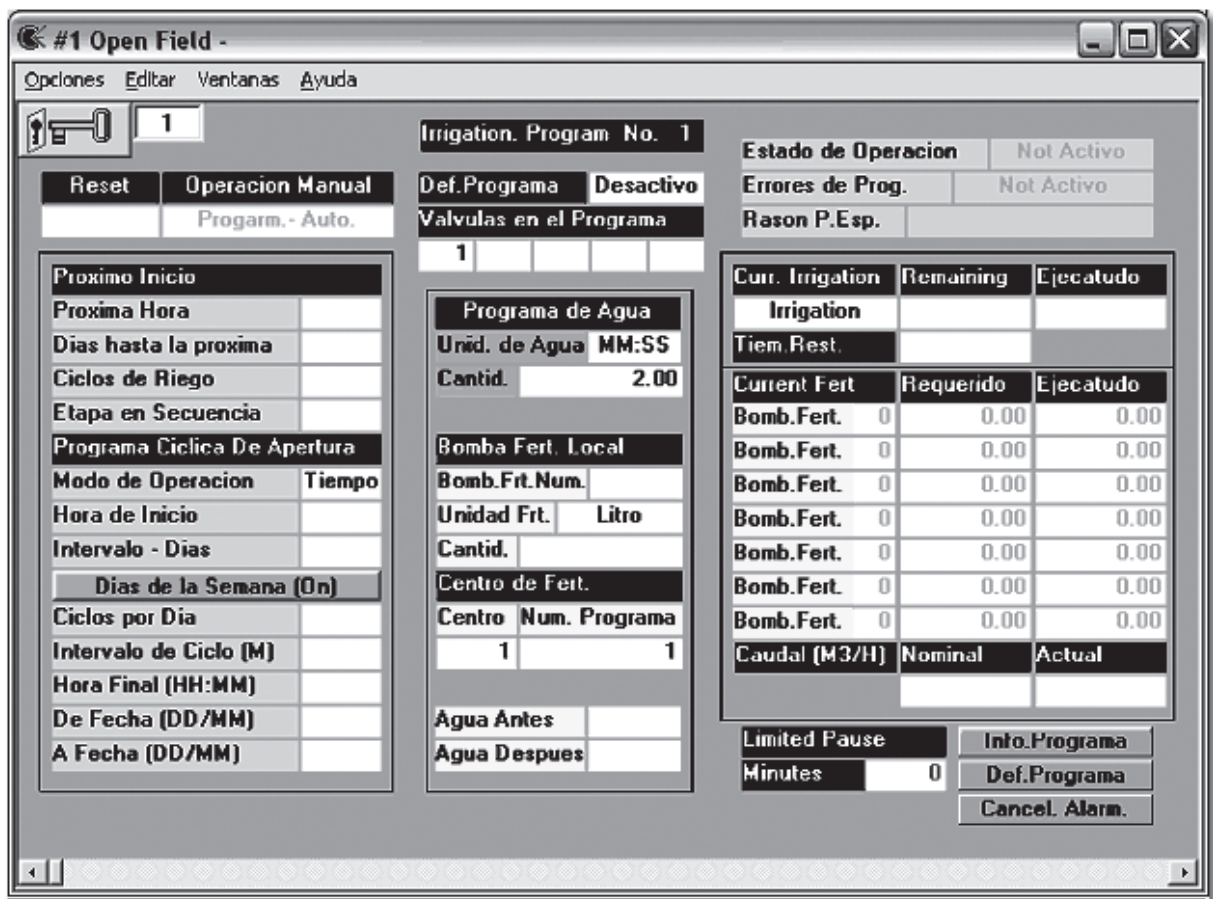 #1 Open Field -
Opciones Editar Ventanas Ayuda
1
Irrigation. Program No. 1
Reset Operacion Manual
Progarm.- Auto.
Def.Programa Desactivo
Valvulas en el Programa
1
Estado de Operacion Not Activo
Errores de Prog. Not Activo
Rason P.Esp.
Proximo Inicio
Proxima Hora
Dias hasta la proxima
Ciclos de Riego
Etapa en Secuencia
Programa Ciclica De Apertura
Modo de Operacion Tiempo
Hora de Inicio
Intervalo - Dias
Dias de la Semana (On)
Ciclos por Dia
Intervalo de Ciclo (M)
Hora Final (HH:MM)
De Fecha (DD/MM)
A Fecha (DD/MM)
Programa de Agua
Unid. de Agua MM:SS
Cantid. 2.00
Bomba Fert. Local
Bomb.Frt.Num.
Unidad Frt. Litro
Cantid.
Centro de Fert.
Centro Num. Programa
1 1
Agua Antes
Agua Despues
Curr. Irrigation Remaining Ejecatudo
Irrigation
Tiem.Rest.
Current Fert Requerido Ejecatudo
Bomb.Fert. 0 0.00 0.00
Bomb.Fert. 0 0.00 0.00
Bomb.Fert. 0 0.00 0.00
Bomb.Fert. 0 0.00 0.00
Bomb.Fert. 0 0.00 0.00
Bomb.Fert. 0 0.00 0.00
Bomb.Fert. 0 0.00 0.00
Caudal (M3/H) Nominal Actual
Limited Pause
Minutes 0
Info.Programa
Def.Programa
Cancel. Alarm.